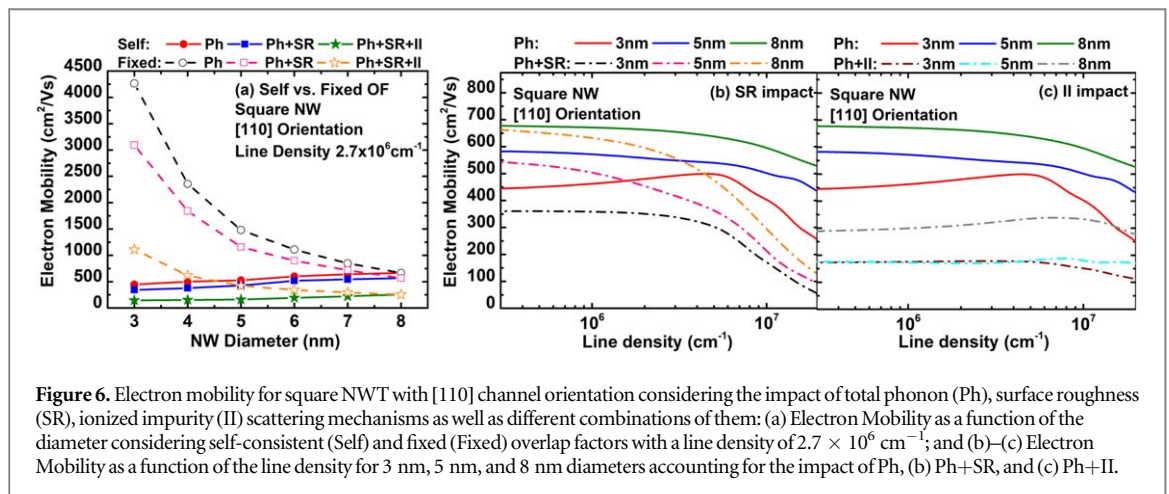 Self: Ph Ph+SR Ph+SR+II
Fixed: Ph Ph+SR Ph+SR+II
4500
4000
3500
3000
2500
2000
1500
1000
500
0
Electron Mobility (cm²/Vs)
(a) Self vs. Fixed OF
Square NW
[110] Orientation
Line Density 2.7x10⁶cm⁻¹
3 4 5 6 7 8
NW Diameter (nm)
Ph: 3nm 5nm 8nm
Ph+SR: 3nm 5nm 8nm
800
700
600
500
400
300
200
100
0
Electron Mobility (cm²/Vs)
Square NW (b) SR impact
[110] Orientation
10⁶ 10⁷
Line density (cm⁻¹)
Ph: 3nm 5nm 8nm
Ph+II: 3nm 5nm 8nm
Square NW (c) II impact
[110] Orientation
10⁶ 10⁷
Line density (cm⁻¹)
Figure 6. Electron mobility for square NWT with [110] channel orientation considering the impact of total phonon (Ph), surface roughness
(SR), ionized impurity (II) scattering mechanisms as well as different combinations of them: (a) Electron Mobility as a function of the
diameter considering self-consistent (Self) and fixed (Fixed) overlap factors with a line density of 2.7 × 10⁶ cm⁻¹; and (b)–(c) Electron
Mobility as a function of the line density for 3 nm, 5 nm, and 8 nm diameters accounting for the impact of Ph, (b) Ph+SR, and (c) Ph+II.